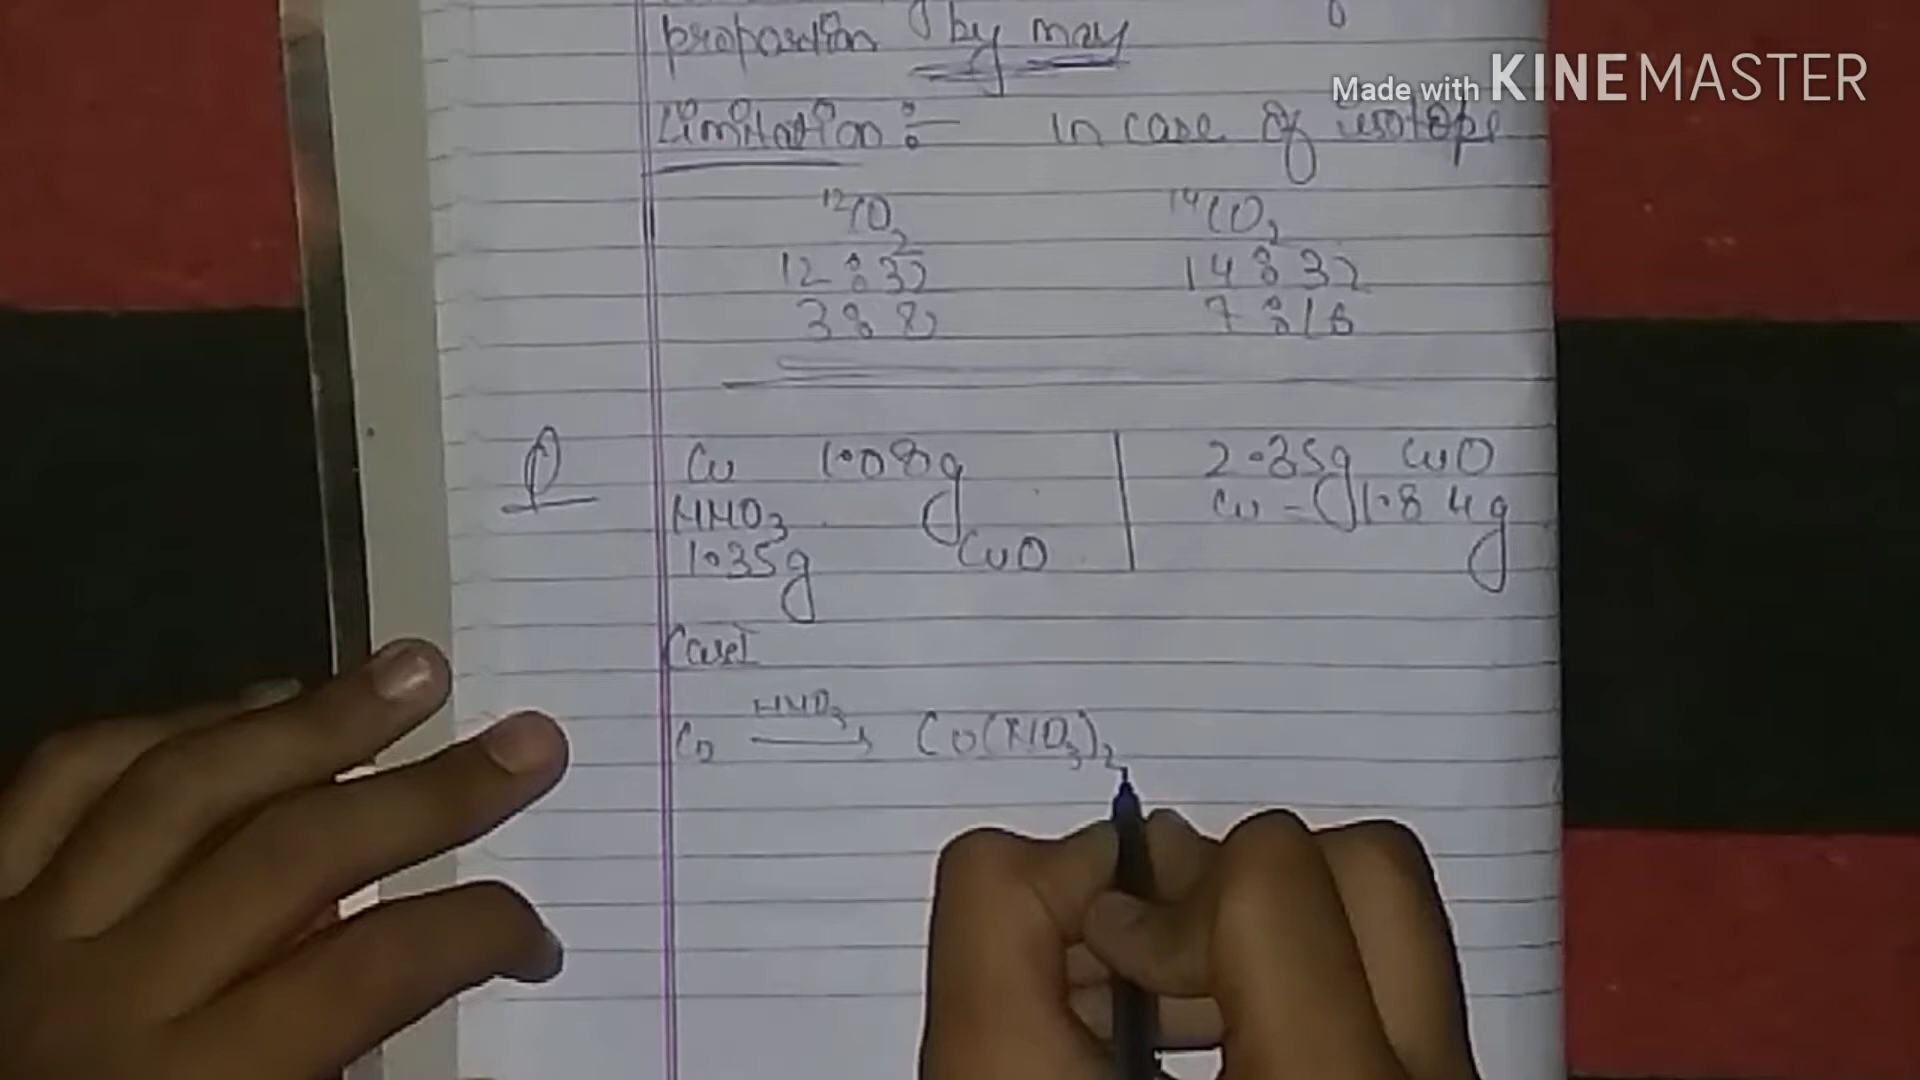 proportion by may
Made with KINEMASTER
Limitation :- in case of isotope
¹²CO₂ ¹⁴CO₂
12 : 32 14 : 32
3 : 8 7 : 16
Q Cu 1.08g 2.35g CuO
HNO₃ Cu - 1.84g
1.35g CuO
Case I
Cu HNO₃ → Cu(NO₃)₂